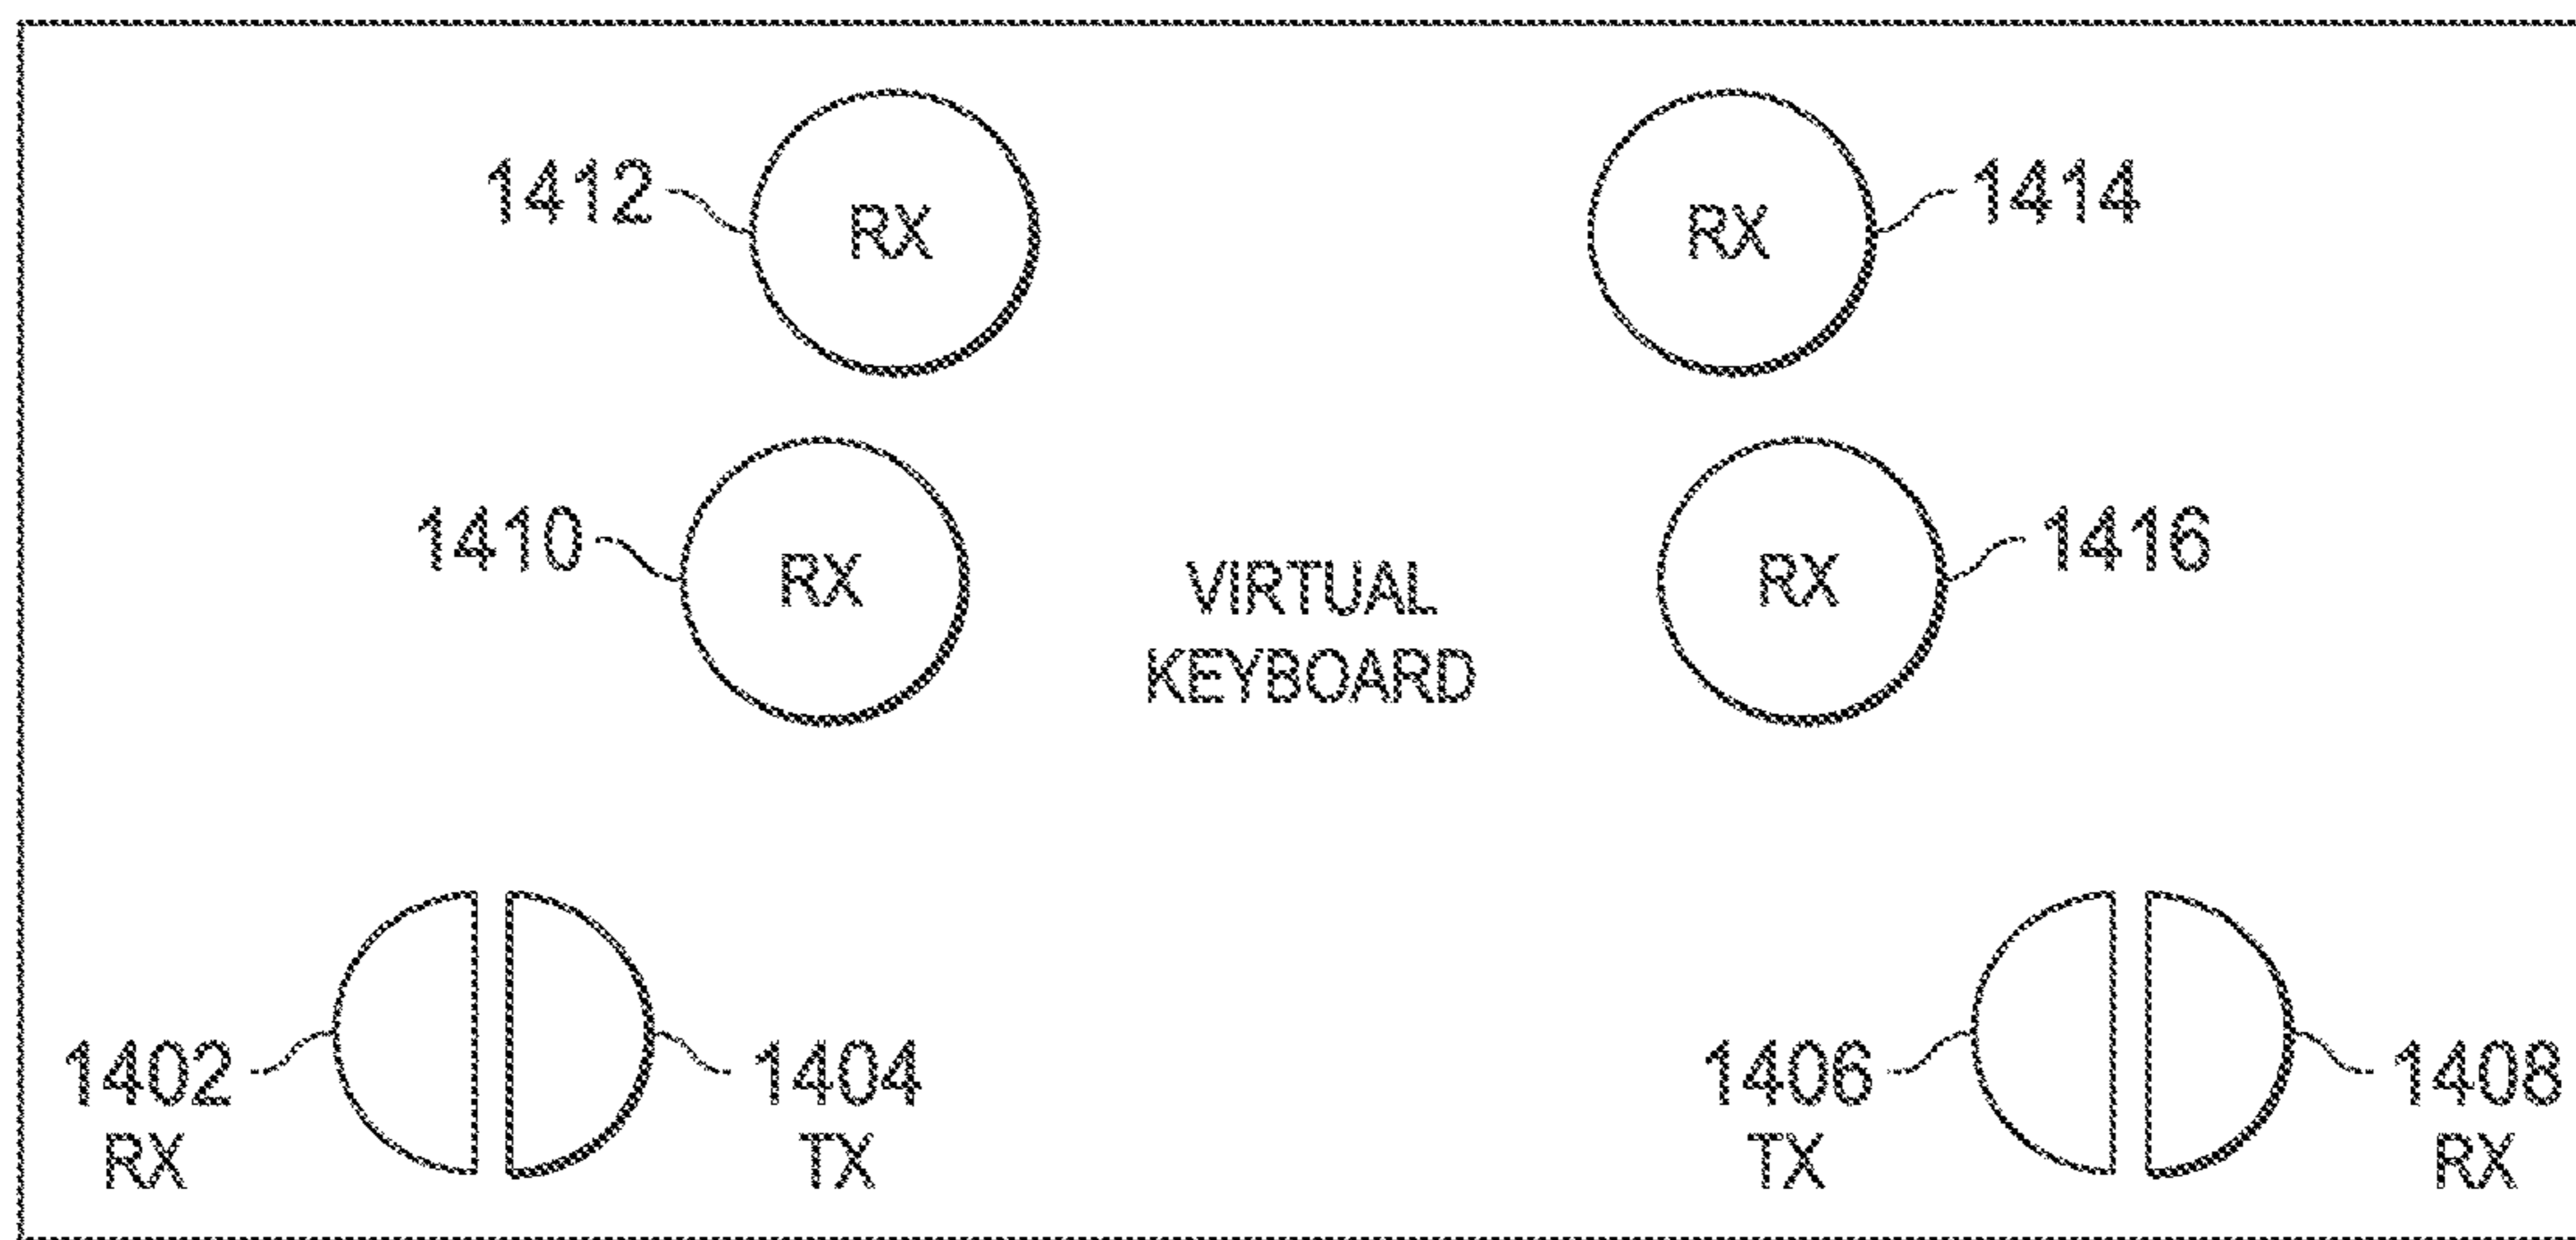 1412 RX RX 1414
1410 RX RX 1416
VIRTUAL
KEYBOARD
1402 1404 1406 1408
RX TX TX RX